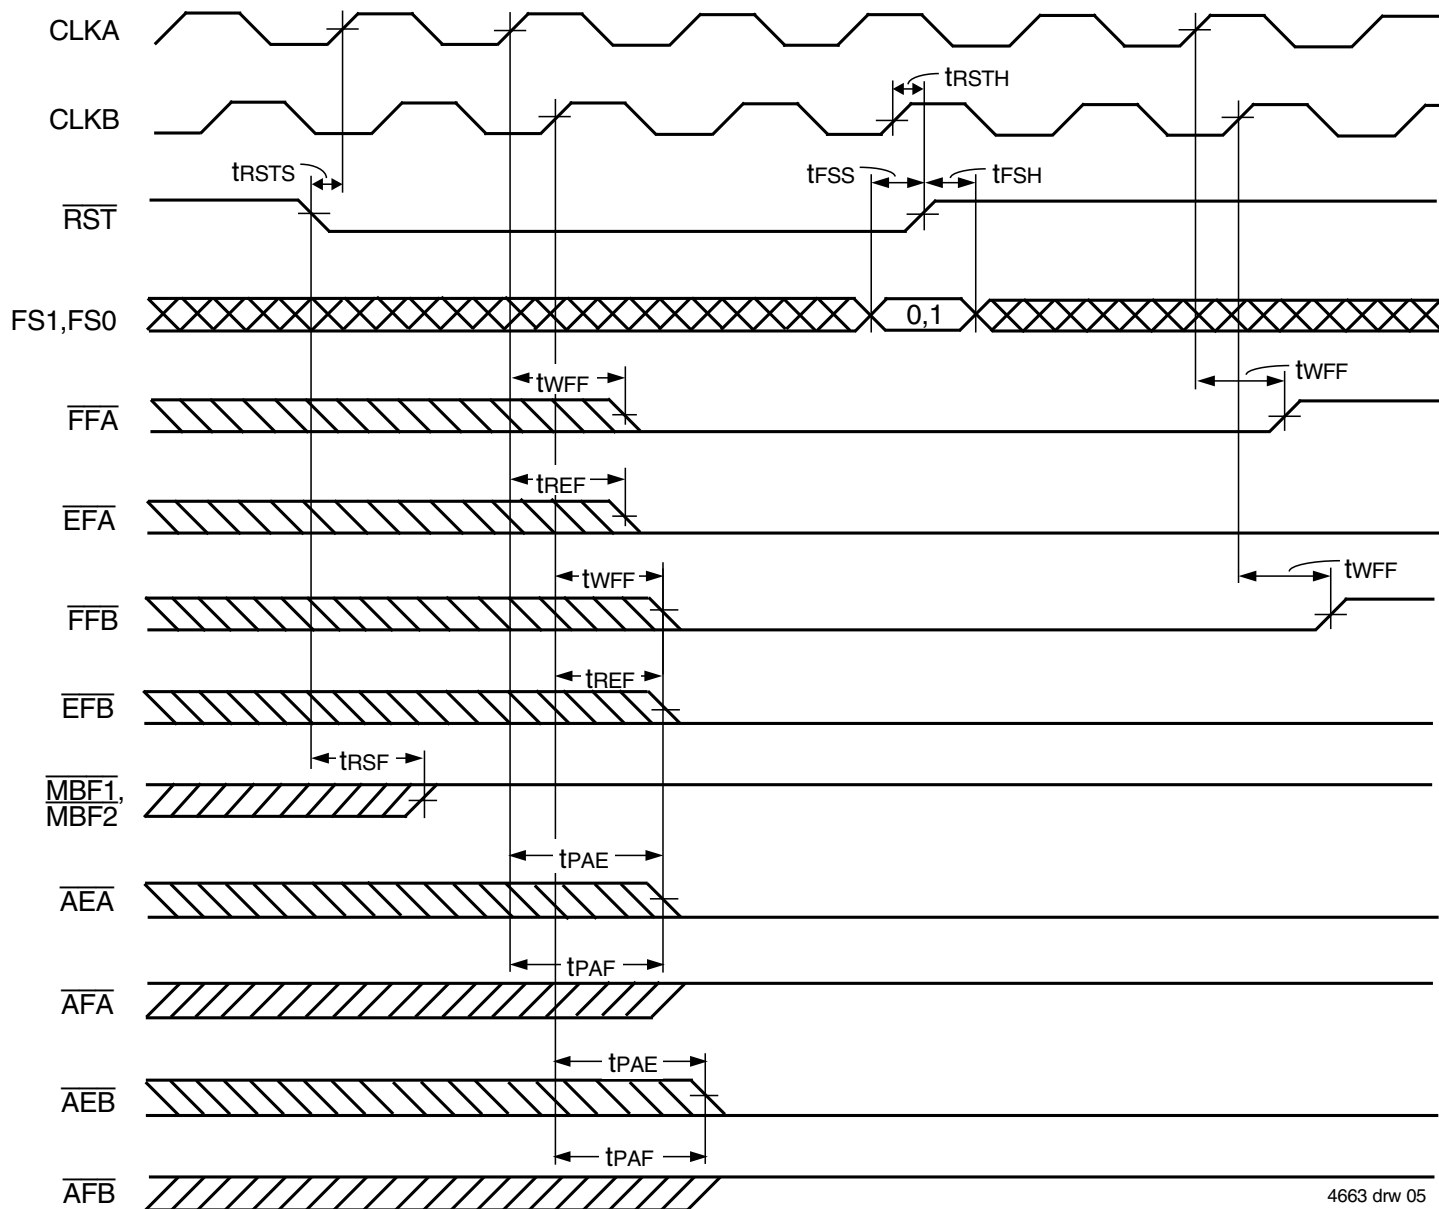 CLKA
tRSTH
CLKB
tRSTS
tFSS
tFSH
RST
FS1,FS0
0,1
tWFF
tWFF
FFA
tREF
EFA
tWFF
tWFF
FFB
tREF
EFB
tRSF
MBF1,
MBF2
tPAE
AEA
tPAF
AFA
tPAE
AEB
tPAF
AFB
4663 drw 05